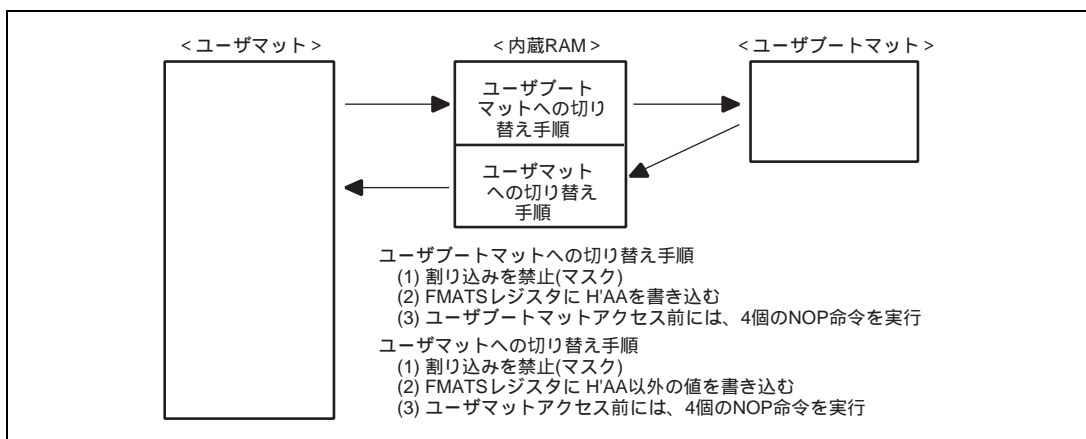 <ユーザマット>
<内蔵RAM>
<ユーザブートマット>
ユーザブート
マットへの切り
替え手順
ユーザマット
への切り替え
手順
ユーザブートマットへの切り替え手順
(1) 割り込みを禁止(マスク)
(2) FMATSレジスタに H'AAを書き込む
(3) ユーザブートマットアクセス前には、4個のNOP命令を実行
ユーザマットへの切り替え手順
(1) 割り込みを禁止(マスク)
(2) FMATSレジスタに H'AA以外の値を書き込む
(3) ユーザマットアクセス前には、4個のNOP命令を実行